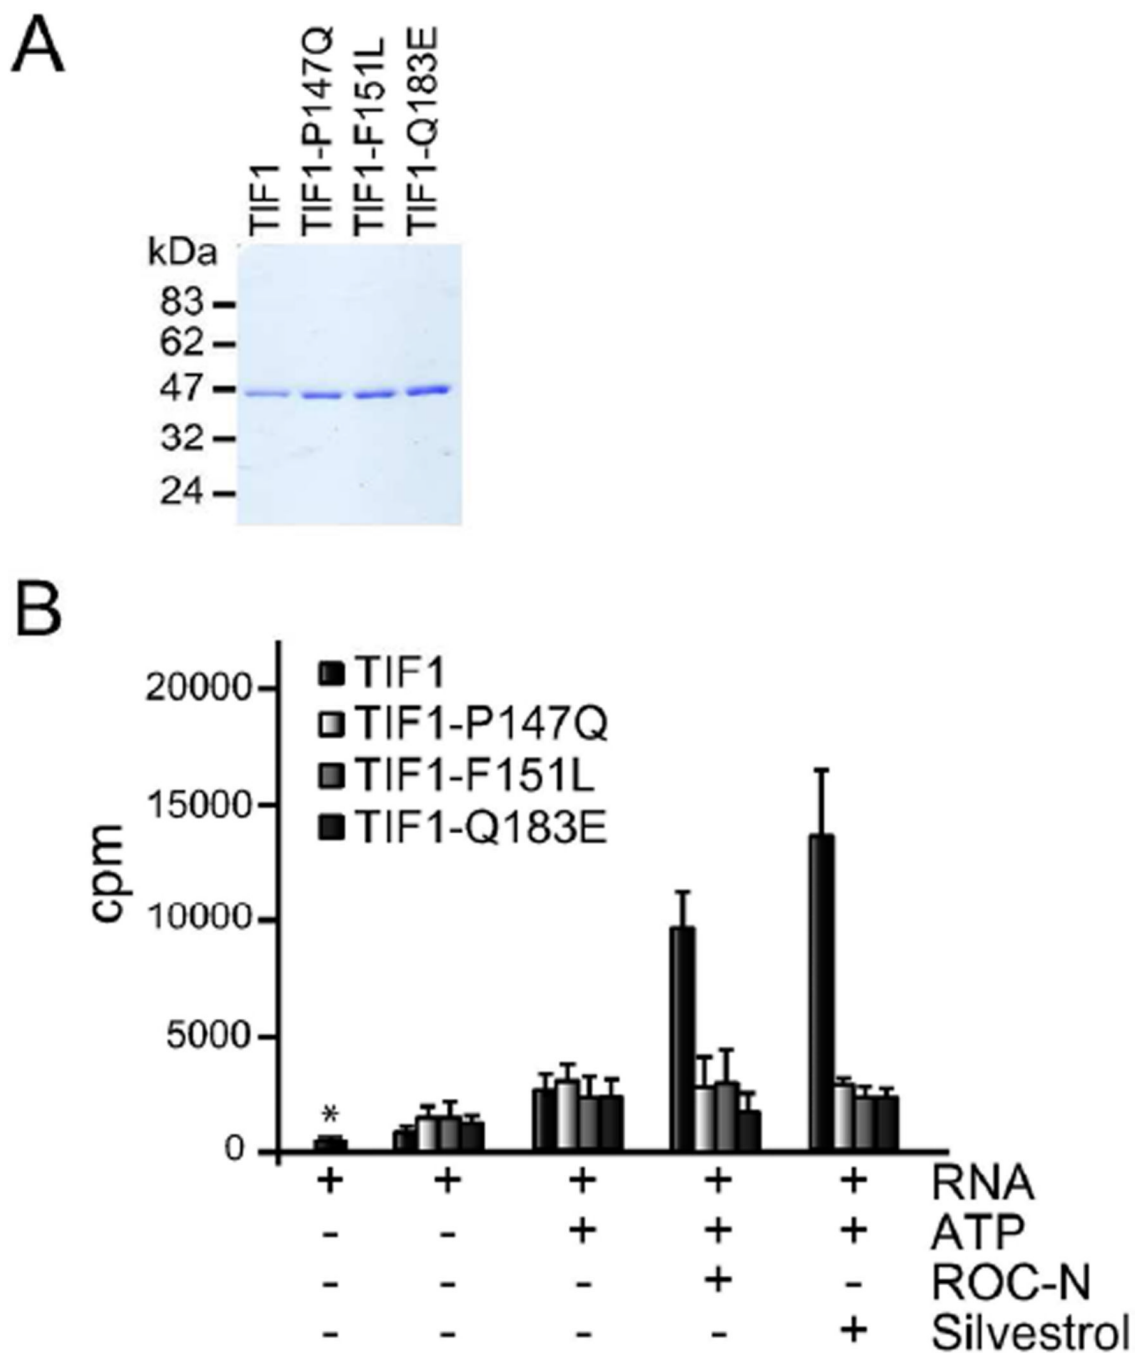 A
TIF1
TIF1-P147Q
TIF1-F151L
TIF1-Q183E
kDa
83
62
47
32
24
B
cpm
20000
15000
10000
5000
0
TIF1
TIF1-P147Q
TIF1-F151L
TIF1-Q183E
*
+ + + + + RNA
- - + + + ATP
- - - + - ROC-N
- - - - + Silvestrol